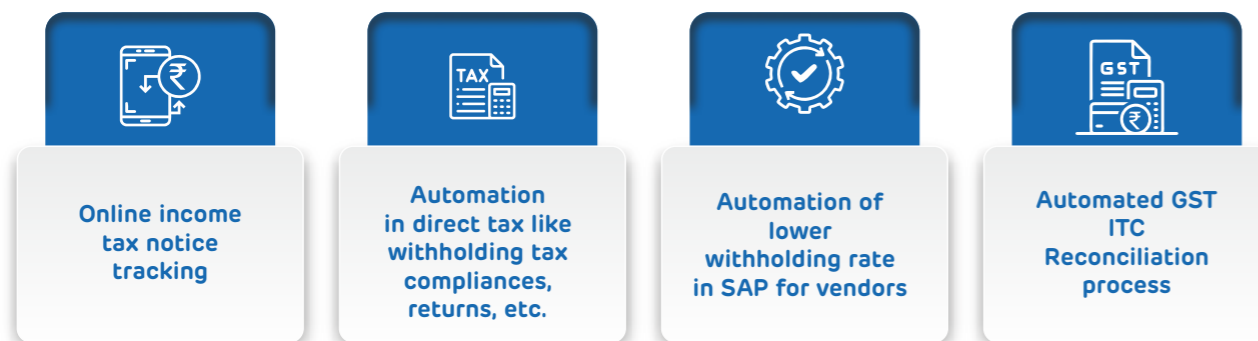 Online income
tax notice
tracking
TAX
Automation
in direct tax like
withholding tax
compliances,
returns, etc.
Automation of
lower
withholding rate
in SAP for vendors
GST
Automated GST
ITC
Reconciliation
process